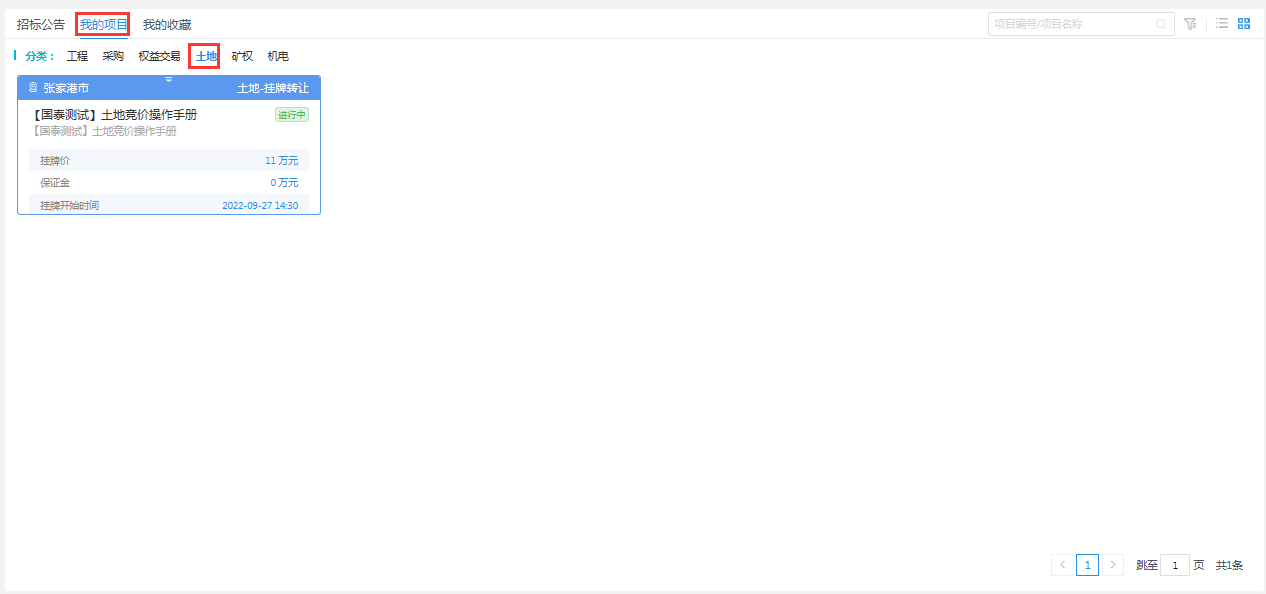 招标公告 我的项目 我的收藏 项目编号/项目名称
分类： 工程 采购 权益交易 土地 矿权 机电
张家港市 土地-挂牌转让
【国泰测试】土地竞价操作手册 进行中
【国泰测试】土地竞价操作手册
挂牌价 11 万元
保证金 0 万元
挂牌开始时间 2022-09-27 14:30
< 1 > 跳至 1 页 共1条